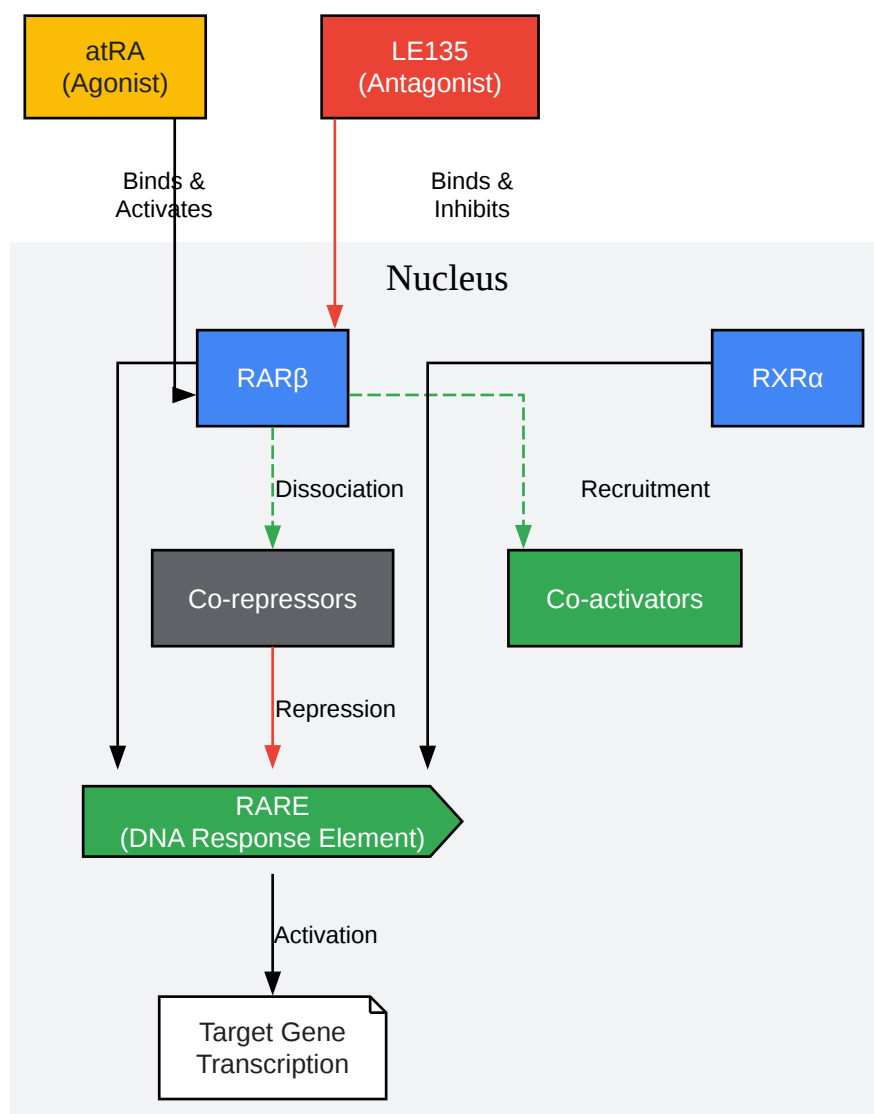 atRA
(Agonist)
LE135
(Antagonist)
Binds &
Activates
Binds &
Inhibits
Nucleus
RARβ
RXRα
Dissociation
Recruitment
Co-repressors
Co-activators
Repression
RARE
(DNA Response Element)
Activation
Target Gene
Transcription